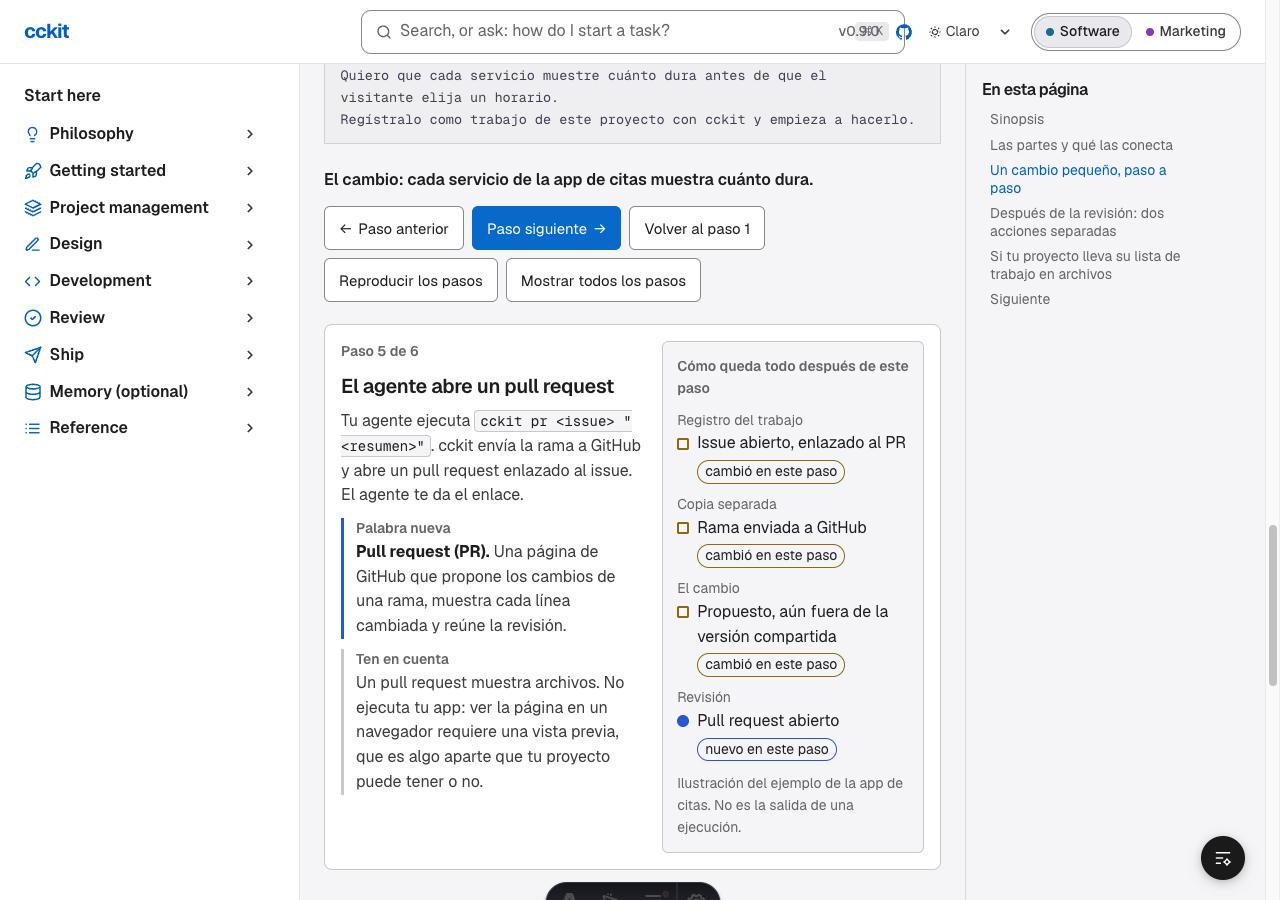 cckit
Search, or ask: how do I start a task?
Claro
Software
Marketing
Start here
Philosophy
Getting started
Project management
Design
Development
Review
Ship
Memory (optional)
Reference
Quiero que cada servicio muestre cuánto dura antes de que el
visitante elija un horario.
Regístralo como trabajo de este proyecto con cckit y empieza a hacerlo.
El cambio: cada servicio de la app de citas muestra cuánto dura.
← Paso anterior
Paso siguiente →
Volver al paso 1
Reproducir los pasos
Mostrar todos los pasos
Paso 5 de 6
El agente abre un pull request
Tu agente ejecuta cckit pr <issue> "
<resumen>". cckit envía la rama a GitHub
y abre un pull request enlazado al issue.
El agente te da el enlace.
Palabra nueva
Pull request (PR). Una página de
GitHub que propone los cambios de
una rama, muestra cada línea
cambiada y reúne la revisión.
Ten en cuenta
Un pull request muestra archivos. No
ejecuta tu app: ver la página en un
navegador requiere una vista previa,
que es algo aparte que tu proyecto
puede tener o no.
Cómo queda todo después de este
paso
Registro del trabajo
Issue abierto, enlazado al PR
cambió en este paso
Copia separada
Rama enviada a GitHub
cambió en este paso
El cambio
Propuesto, aún fuera de la
versión compartida
cambió en este paso
Revisión
Pull request abierto
nuevo en este paso
Ilustración del ejemplo de la app de
citas. No es la salida de una
ejecución.
En esta página
Sinopsis
Las partes y qué las conecta
Un cambio pequeño, paso a
paso
Después de la revisión: dos
acciones separadas
Si tu proyecto lleva su lista de
trabajo en archivos
Siguiente